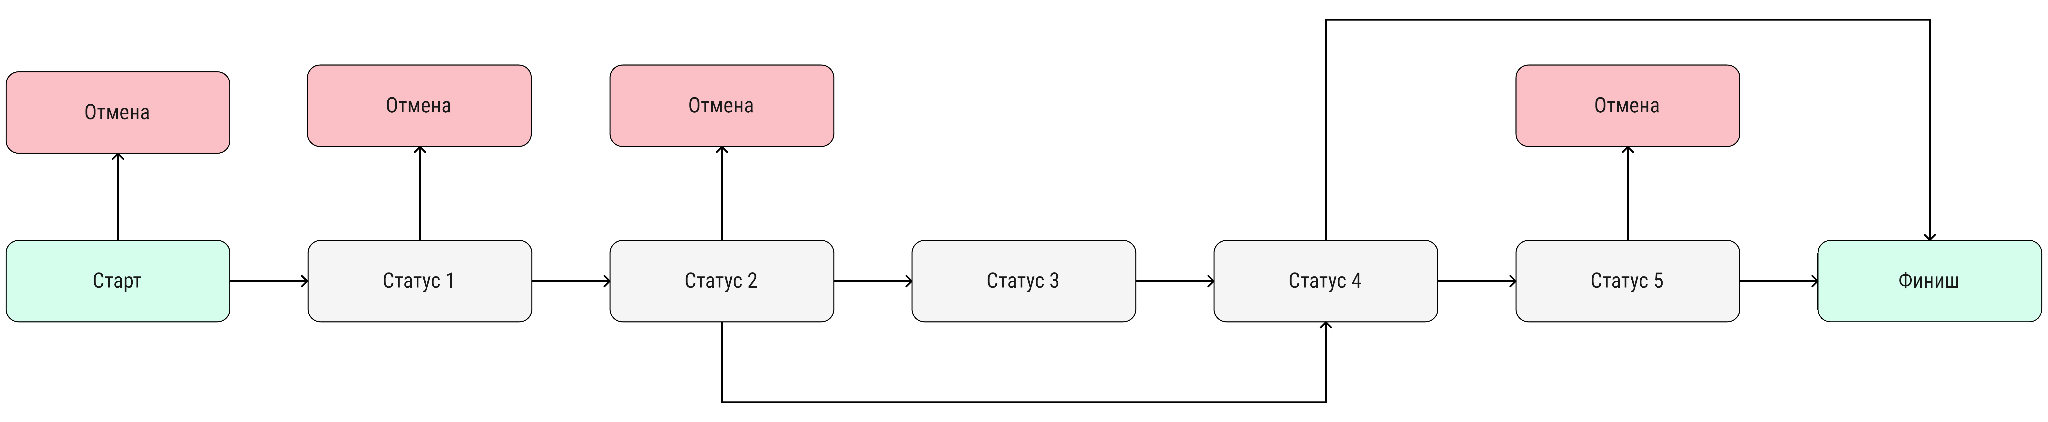 Отмена
Отмена
Отмена
Отмена
Старт
Статус 1
Статус 2
Статус 3
Статус 4
Статус 5
Финиш